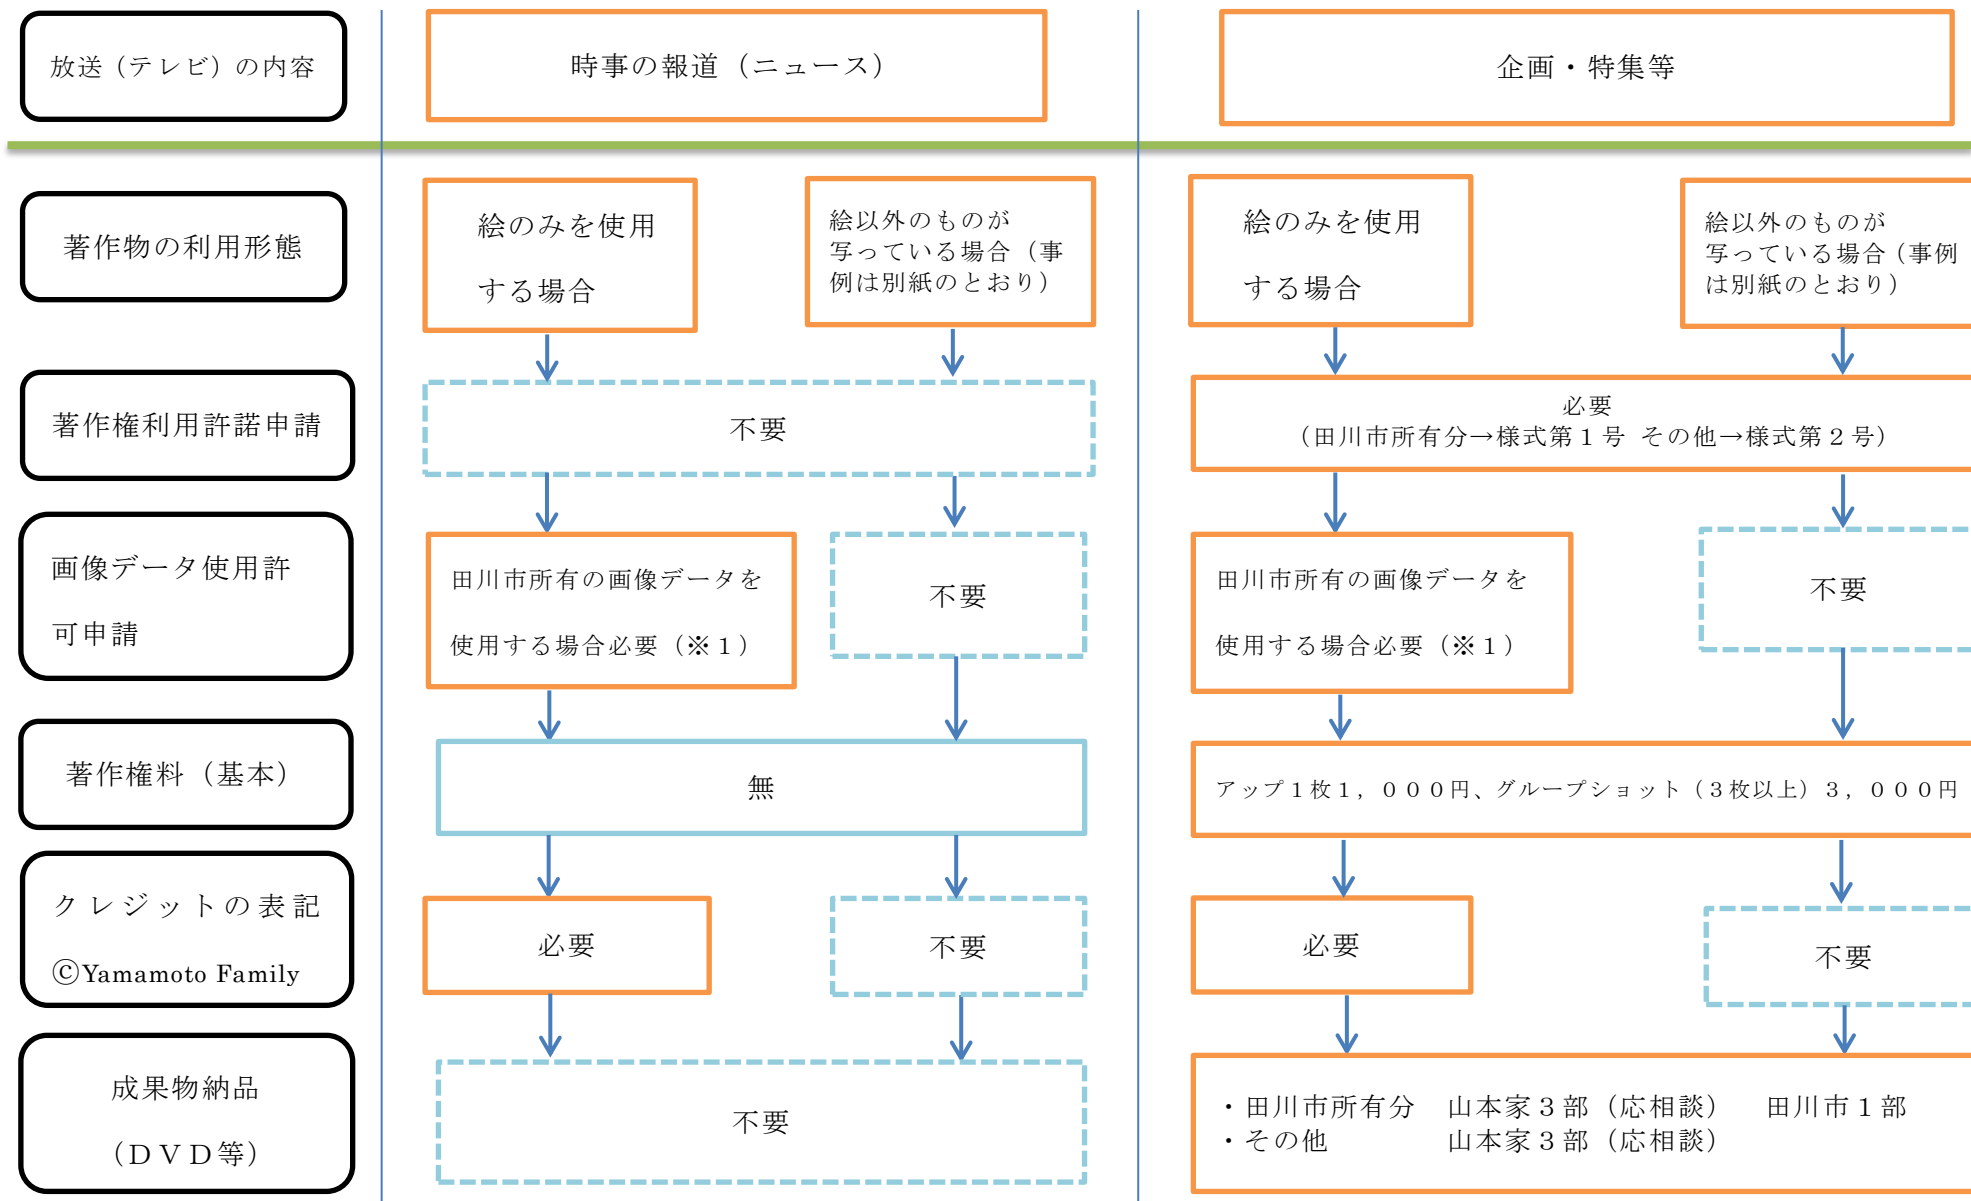 放送（テレビ）の内容
時事の報道（ニュース）
企画・特集等
著作物の利用形態
絵のみを使用
する場合
絵以外のものが
写っている場合（事
例は別紙のとおり）
絵のみを使用
する場合
絵以外のものが
写っている場合（事例
は別紙のとおり）
著作権利用許諾申請
不要
必要
（田川市所有分→様式第１号 その他→様式第２号）
画像データ使用許
可申請
田川市所有の画像データを
使用する場合必要（※１）
不要
田川市所有の画像データを
使用する場合必要（※１）
不要
著作権料（基本）
無
アップ１枚１，０００円、グループショット（３枚以上）３，０００円
クレジットの表記
ⒸYamamoto Family
必要
不要
必要
不要
成果物納品
（ＤＶＤ等）
不要
・田川市所有分　山本家３部（応相談）　田川市１部
・その他　　　　山本家３部（応相談）